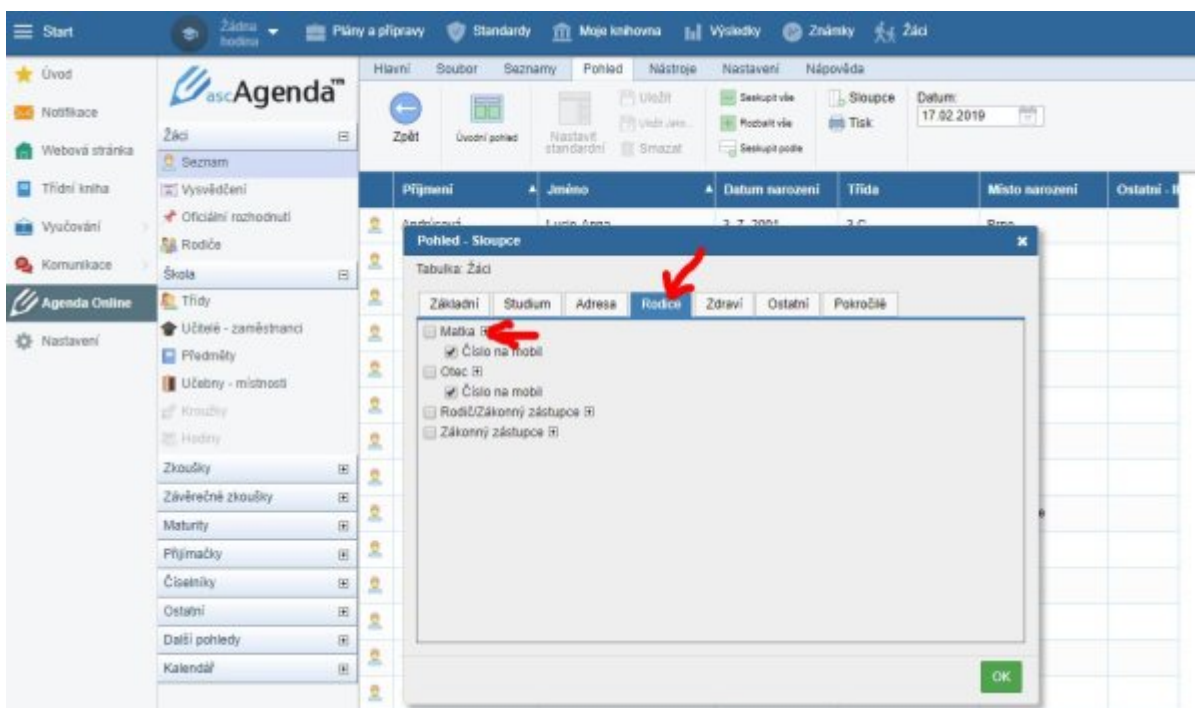 Start
Žádná hodina
Plány a přípravy
Standardy
Moje knihovna
Výsledky
Známky
Žáci
Úvod
Notifikace
Webová stránka
Třídní kniha
Vyučování
Komunikace
Agenda Online
Nastavení
ascAgenda™
Žáci
Seznam
Vysvědčení
Oficiální rozhodnutí
Rodiče
Škola
Třídy
Učitelé - zaměstnanci
Předměty
Učebny - místnosti
Kroužky
Hodiny
Zkoušky
Závěrečné zkoušky
Maturity
Přijímačky
Číselníky
Ostatní
Další pohledy
Kalendář
Hlavní
Soubor
Seznamy
Pohled
Nástroje
Nastavení
Nápověda
Zpět
Úvodní pohled
Nastavit standardní
Uložit
Uložit jako...
Smazat
Seskupit vše
Rozbalit vše
Seskupit podle
Sloupce
Tisk
Datum:
17.02.2019
Příjmení
Jméno
Datum narození
Třída
Místo narození
Ostatní -
Pohled - Sloupce
Tabulka: Žáci
Základní
Studium
Adresa
Rodiče
Zdraví
Ostatní
Pokročilé
Matka
Číslo na mobil
Otec
Číslo na mobil
Rodič/Zákonný zástupce
Zákonný zástupce
OK